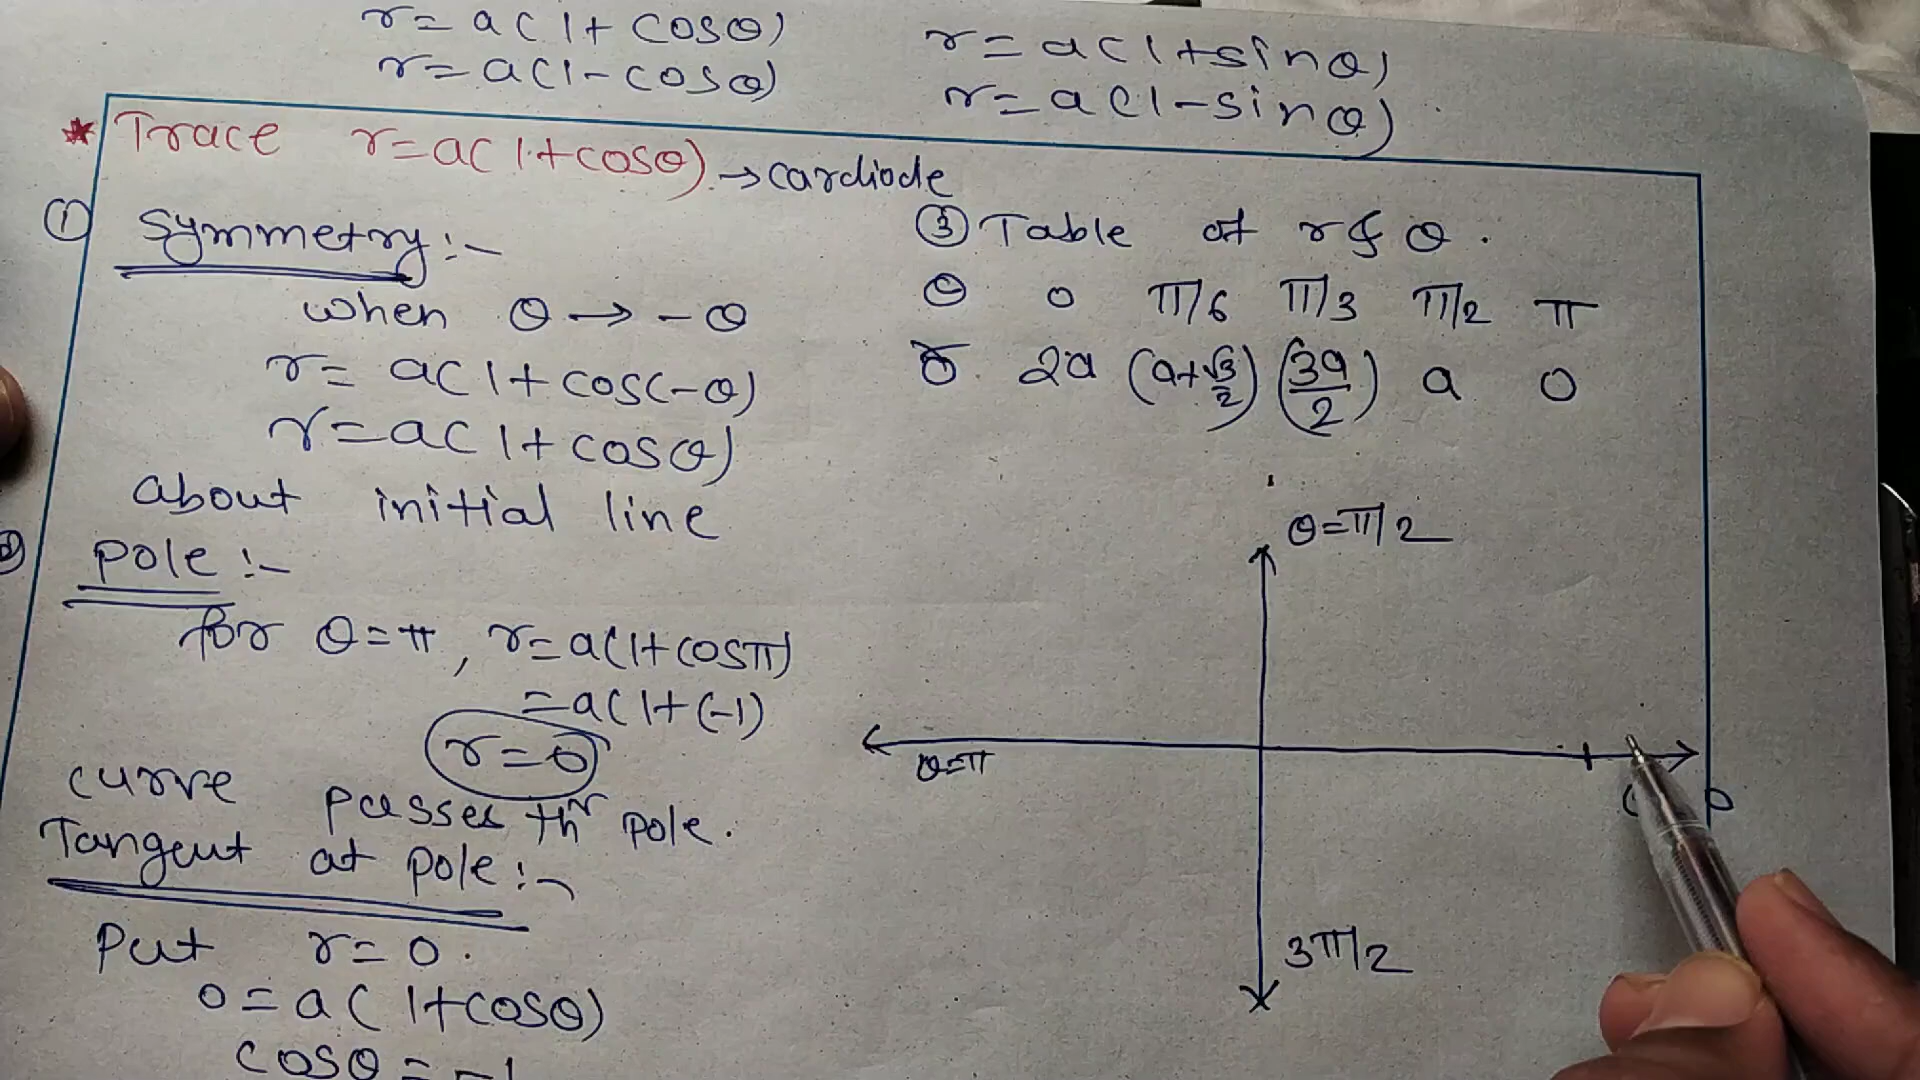 r=a(1+cosθ)
r=a(1-cosθ)
r=a(1+sinθ)
r=a(1-sinθ)
* Trace r=a(1+cosθ) → cardiode
① Symmetry:-
when θ → -θ
r= a(1+cos(-θ)
r=a(1+cosθ)
about initial line
pole:-
for θ=π, r=a(1+cosπ)
=a(1+(-1)
r=0
curve passes thr pole.
Tangent at pole:-
Put r=0.
0=a(1+cosθ)
cosθ=-1
③ Table of r & θ.
θ 0 π/6 π/3 π/2 π
r 2a (a+√3/2) (3a/2) a 0
θ=π/2
θ=π
3π/2